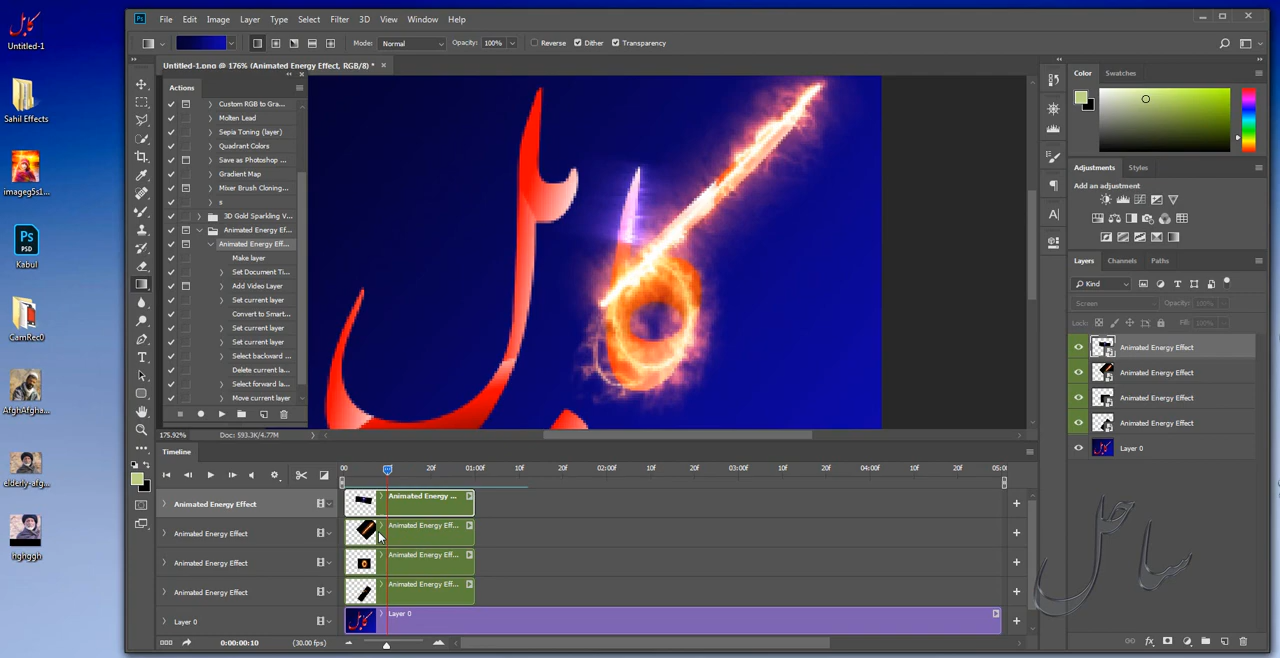 Untitled-1
Sahil Effects
imageg5s1...
Kabul
CamRec0
AfghAfgha...
elderly-afg...
hghggh
كابل
File Edit Image Layer Type Select Filter 3D View Window Help
Mode: Normal Opacity: 100% Reverse Dither Transparency
Untitled-1.png @ 176% (Animated Energy Effect, RGB/8) *
Actions
Custom RGB to Gra...
Molten Lead
Sepia Toning (layer)
Quadrant Colors
Save as Photoshop ...
Gradient Map
Mixer Brush Cloning...
s
3D Gold Sparkling V...
Animated Energy Ef...
Animated Energy Eff...
Make layer
Set Document Ti...
Add Video Layer
Set current layer
Convert to Smart...
Set current layer
Set current layer
Select backward ...
Delete current la...
Select forward la...
Move current layer
175.92% Doc: 593.3K/4.77M
Color Swatches
Adjustments Styles
Add an adjustment
Layers Channels Paths
Kind
Screen Opacity: 100%
Lock: Fill: 100%
Animated Energy Effect
Animated Energy Effect
Animated Energy Effect
Animated Energy Effect
Layer 0
Timeline
00 20f 01:00f 10f 20f 02:00f 10f 20f 03:00f 10f 20f 04:00f 10f 20f 05:0
Animated Energy Effect Animated Energy ...
Animated Energy Effect Animated Energy Eff...
Animated Energy Effect Animated Energy Eff...
Animated Energy Effect Animated Energy Eff...
Layer 0 Layer 0
0:00:00:10 (30.00 fps)
ساحل